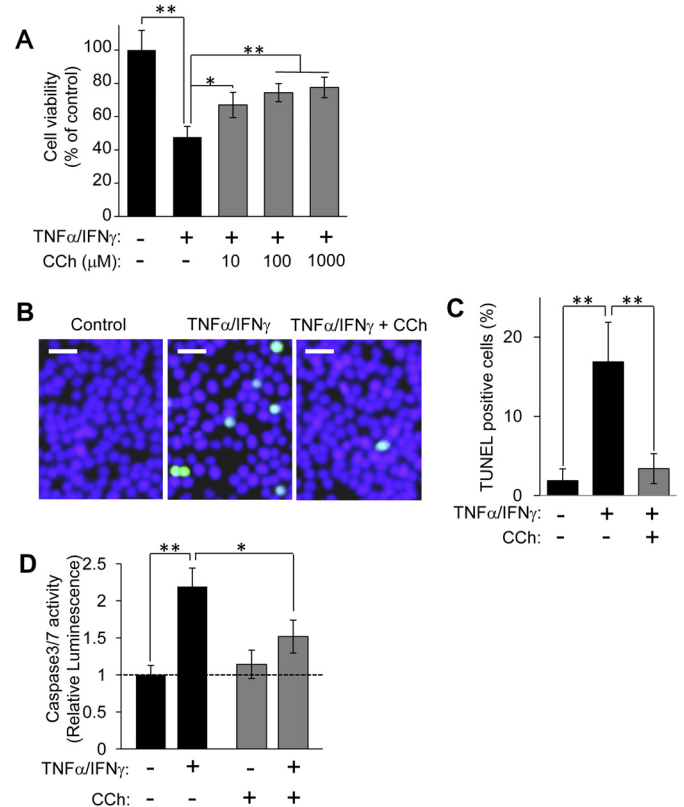 A
Cell viability
(% of control)
100
80
60
40
20
0
**
**
*
TNFα/IFNγ: - + + + +
CCh (μM): - - 10 100 1000
B
Control TNFα/IFNγ TNFα/IFNγ + CCh
C
TUNEL positive cells (%)
20
10
0
** **
TNFα/IFNγ: - + +
CCh: - - +
D
Caspase3/7 activity
(Relative Luminescence)
2.5
2
1.5
1
0.5
0
** *
TNFα/IFNγ: - + - +
CCh: - - + +